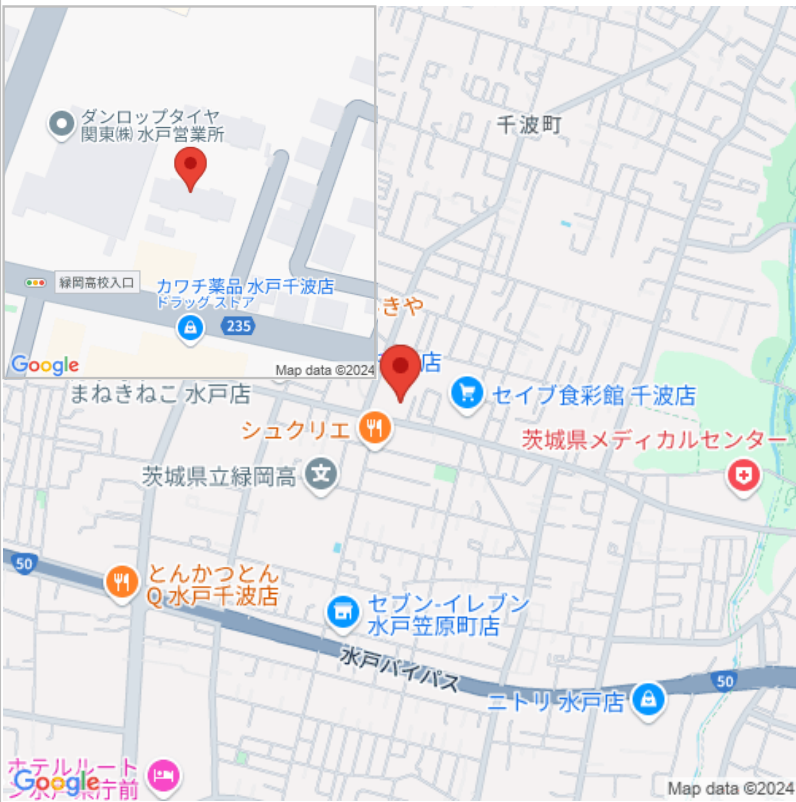 ダンロップタイヤ
関東㈱ 水戸営業所
緑岡高校入口
カワチ薬品 水戸千波店
ドラッグストア
235
Google
Map data ©2024
千波町
きや
店
まねきねこ 水戸店
セイブ食彩館 千波店
シュクリエ
茨城県メディカルセンター
茨城県立緑岡高
50
とんかつとん
Q 水戸千波店
セブン-イレブン
水戸笠原町店
水戸バイパス
50
ニトリ 水戸店
ホテルルート
Google
庁前
Map data ©2024